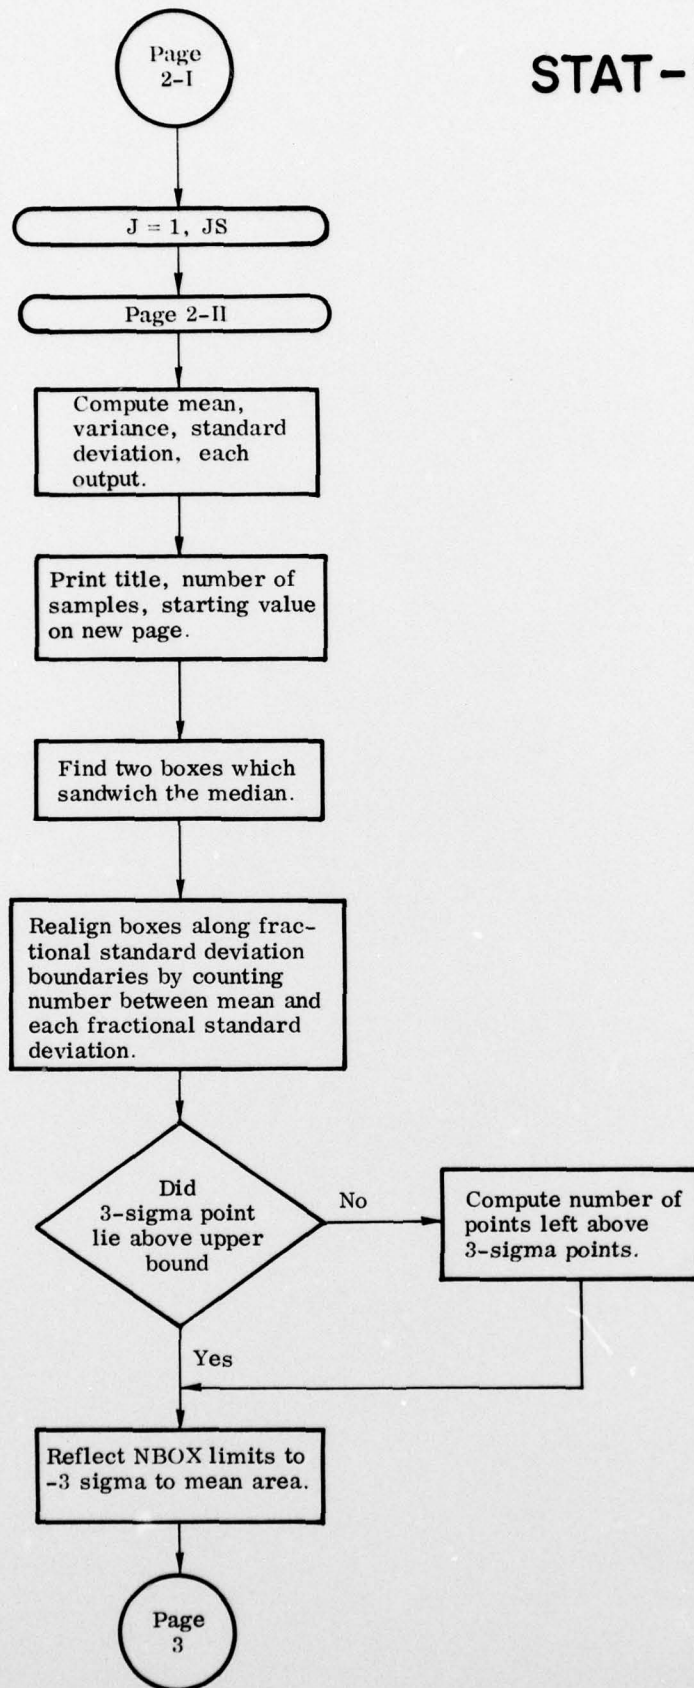 Page
2-I
STAT-
J = 1, JS
Page 2-II
Compute mean,
variance, standard
deviation, each
output.
Print title, number of
samples, starting value
on new page.
Find two boxes which
sandwich the median.
Realign boxes along frac-
tional standard deviation
boundaries by counting
number between mean and
each fractional standard
deviation.
Did
3-sigma point
lie above upper
bound
No
Compute number of
points left above
3-sigma points.
Yes
Reflect NBOX limits to
-3 sigma to mean area.
Page
3